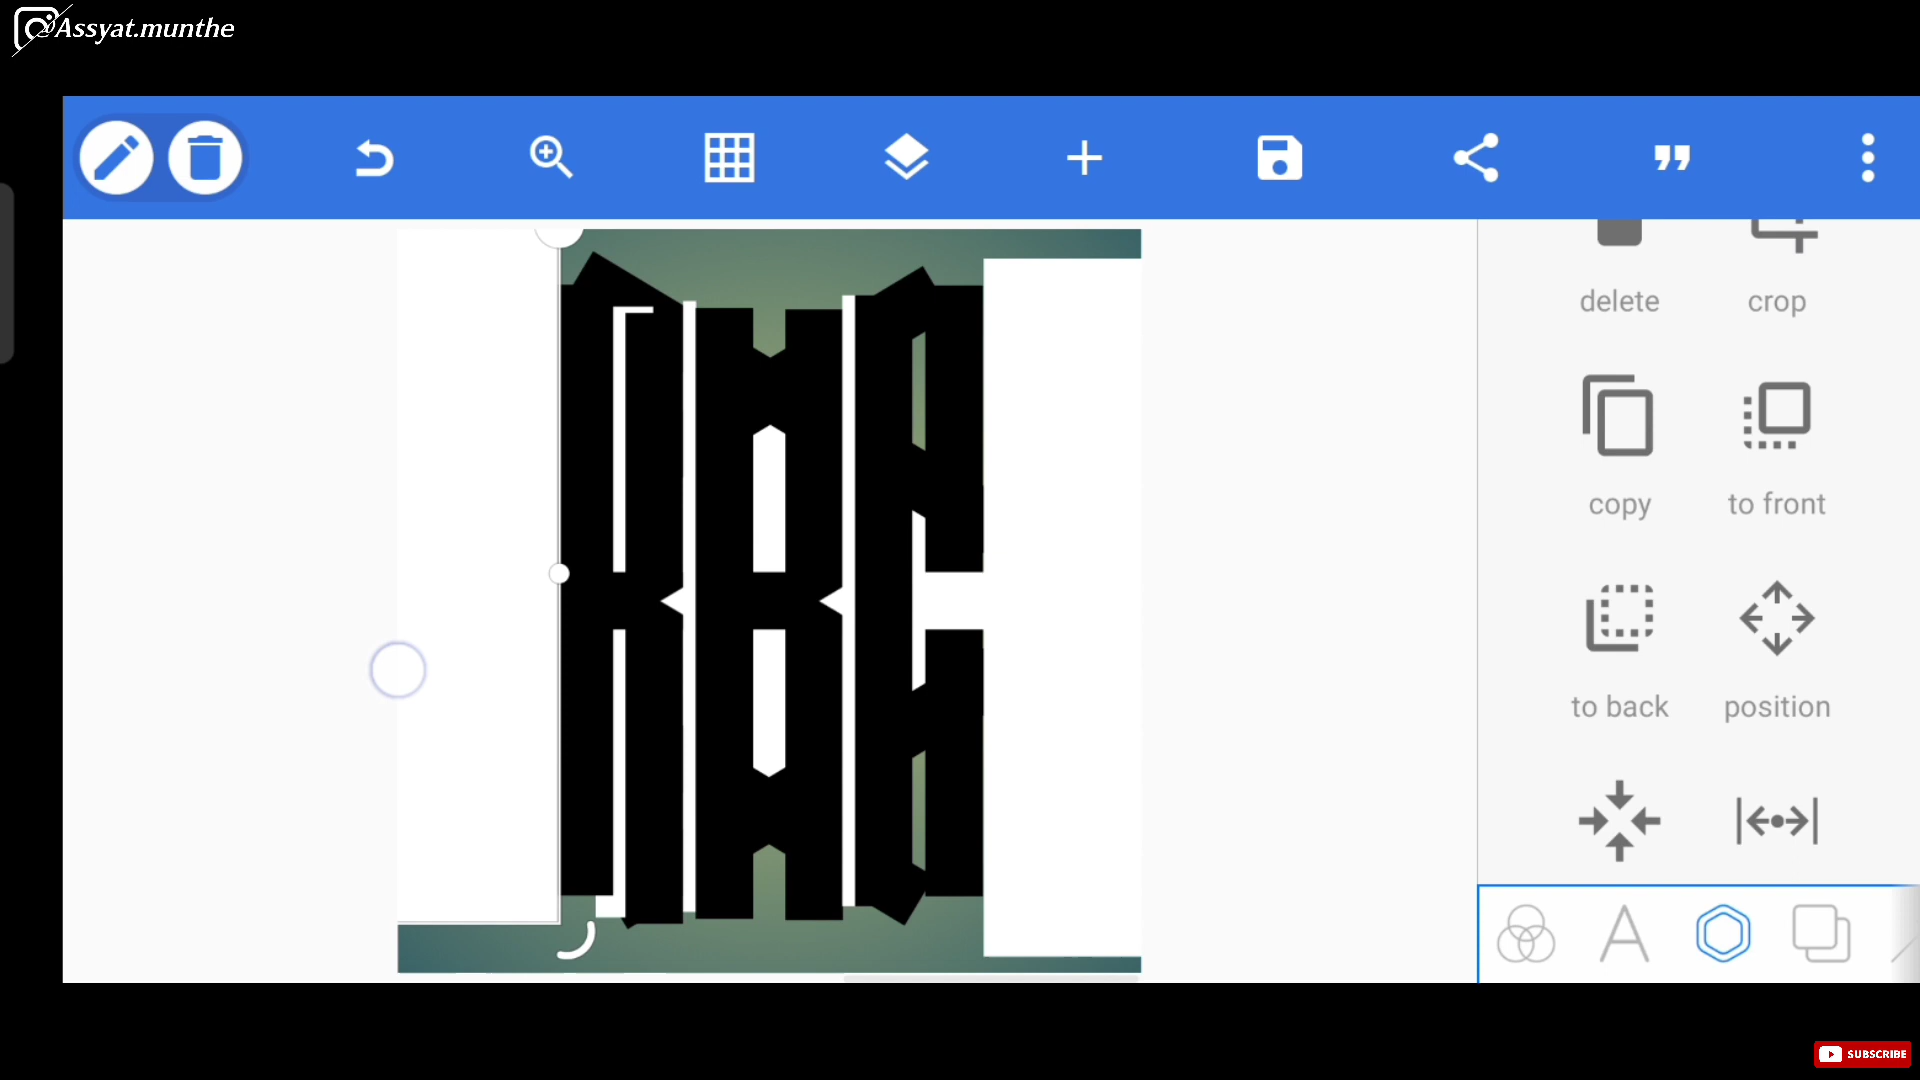 @Assyat.munthe
delete crop
copy to front
to back position
SUBSCRIBE